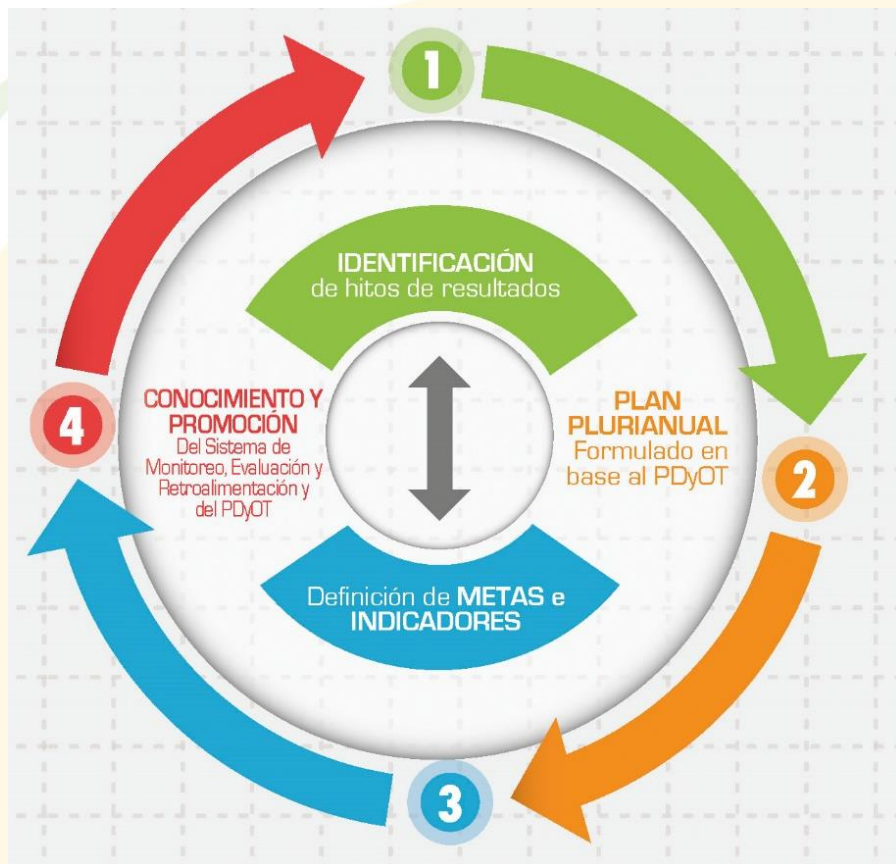 1
IDENTIFICACIÓN
de hitos de resultados
2
PLAN
PLURIANUAL
Formulado en
base al PDyOT
3
Definición de METAS e
INDICADORES
4
CONOCIMIENTO Y
PROMOCIÓN
Del Sistema de
Monitoreo, Evaluación y
Retroalimentación y
del PDyOT